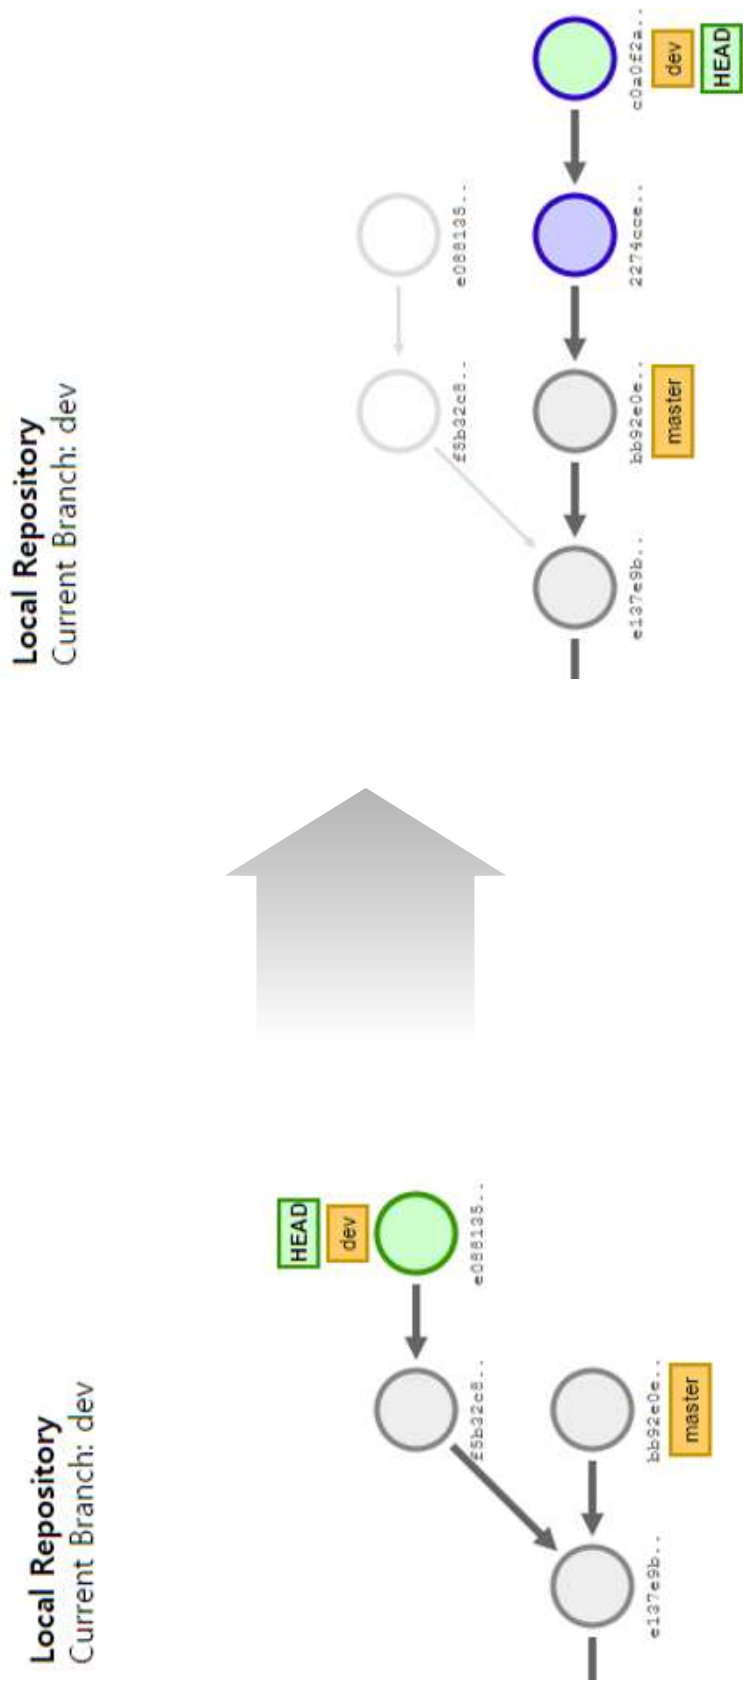 Local Repository
Current Branch: dev
HEAD
dev
f5b32c8.. e088135..
e137e9b.. bb92e0e..
master
Local Repository
Current Branch: dev
f5b32c8.. e088135..
e137e9b.. bb92e0e.. 2274cce.. c0a0f2a..
master dev
HEAD